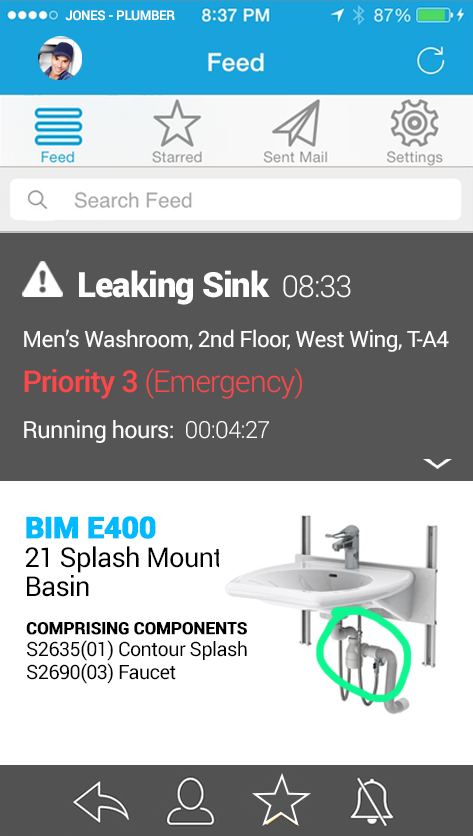 JONES - PLUMBER 8:37 PM 87%
Feed
Feed Starred Sent Mail Settings
Search Feed
Leaking Sink 08:33
Men's Washroom, 2nd Floor, West Wing, T-A4
Priority 3 (Emergency)
Running hours: 00:04:27
BIM E400
21 Splash Mount
Basin
COMPRISING COMPONENTS
S2635(01) Contour Splash
S2690(03) Faucet